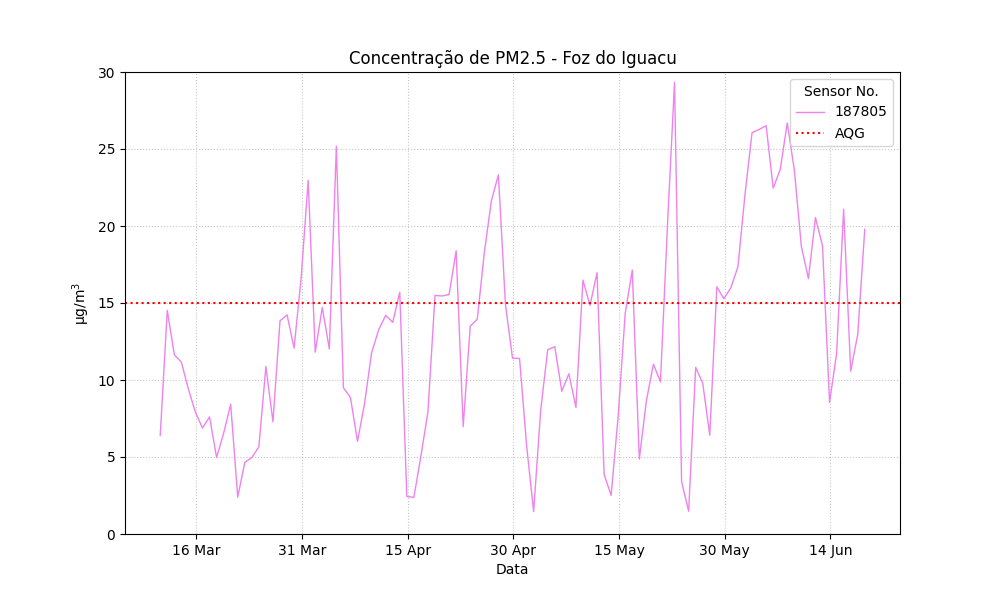 Concentração de PM2.5 - Foz do Iguacu
30
Sensor No.
187805
AQG
25
20
15
10
5
0
µg/m³
16 Mar
31 Mar
15 Apr
30 Apr
15 May
30 May
14 Jun
Data